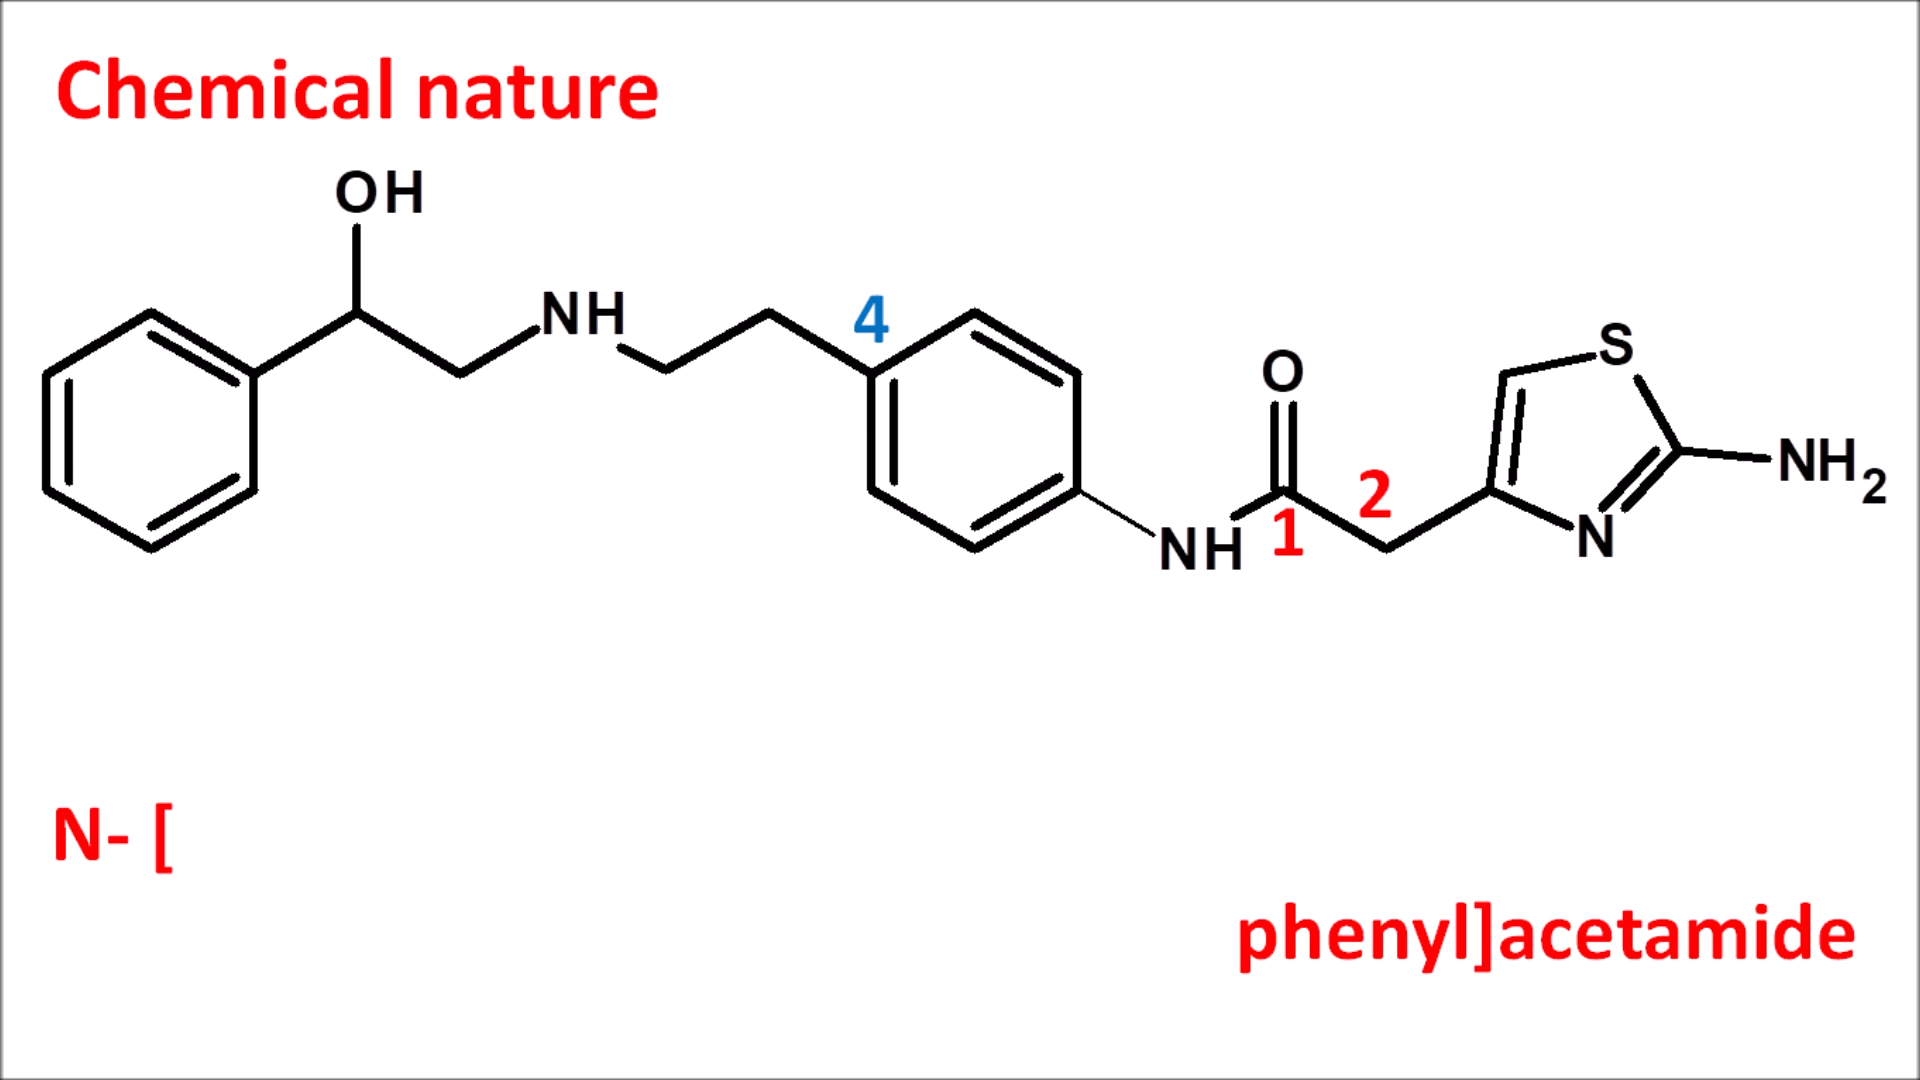 Chemical nature
OH
NH
4
O
S
2
NH2
1
N
NH
N- [
phenyl]acetamide